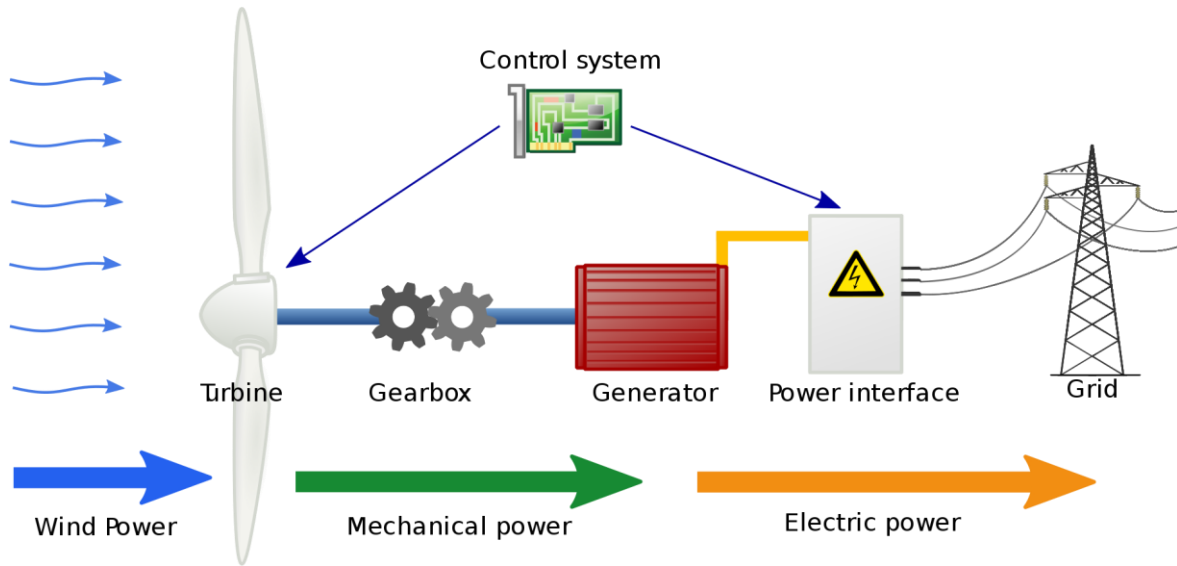 Control system
Turbine
Gearbox
Generator
Power interface
Grid
Wind Power
Mechanical power
Electric power